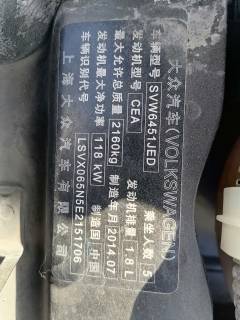 大众汽车(VOLKSWAGEN)
车辆型号 SVW6451JED 乘坐人数 5
发动机型号 CEA 发动机排量 1.8 L
最大允许总质量 2160kg 制造年月 2014.07
发动机最大净功率 118 kW 制造国 中国
车辆识别代号 LSVX065N5E2151706
上海大众汽车有限公司